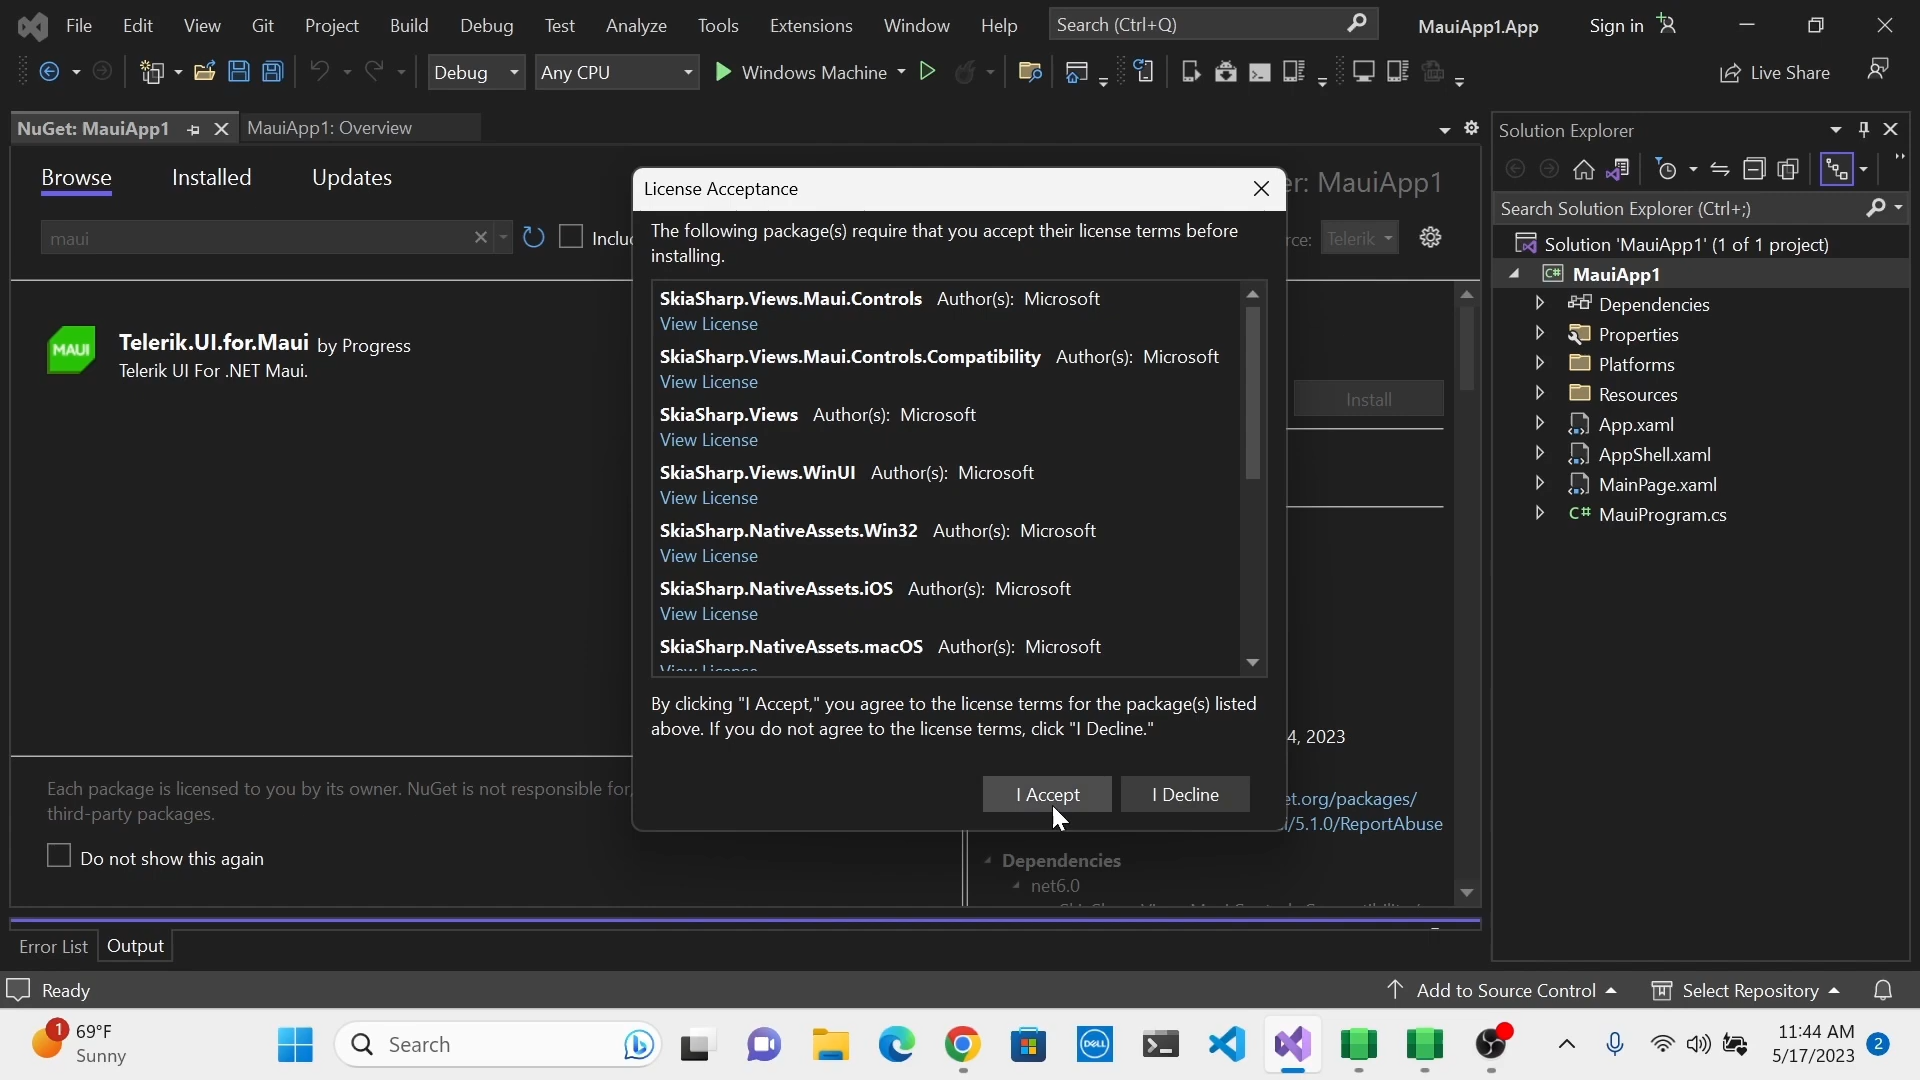 File Edit View Git Project Build Debug Test Analyze Tools Extensions Window Help Search (Ctrl+Q) MauiApp1.App Sign in
Debug Any CPU Windows Machine Live Share
NuGet: MauiApp1 MauiApp1: Overview
Browse Installed Updates
er: MauiApp1
maui Includ
rce: Telerik
Telerik.UI.for.Maui by Progress
Telerik UI For .NET Maui.
MAUI
License Acceptance
The following package(s) require that you accept their license terms before
installing.
SkiaSharp.Views.Maui.Controls Author(s): Microsoft
View License
SkiaSharp.Views.Maui.Controls.Compatibility Author(s): Microsoft
View License
SkiaSharp.Views Author(s): Microsoft
View License
SkiaSharp.Views.WinUI Author(s): Microsoft
View License
SkiaSharp.NativeAssets.Win32 Author(s): Microsoft
View License
SkiaSharp.NativeAssets.iOS Author(s): Microsoft
View License
SkiaSharp.NativeAssets.macOS Author(s): Microsoft
View License
By clicking "I Accept," you agree to the license terms for the package(s) listed
above. If you do not agree to the license terms, click "I Decline."
I Accept I Decline
Install
4, 2023
et.org/packages/
i/5.1.0/ReportAbuse
Dependencies
net6.0
Each package is licensed to you by its owner. NuGet is not responsible for,
third-party packages.
Do not show this again
Solution Explorer
Search Solution Explorer (Ctrl+;)
Solution 'MauiApp1' (1 of 1 project)
C# MauiApp1
Dependencies
Properties
Platforms
Resources
App.xaml
AppShell.xaml
MainPage.xaml
C# MauiProgram.cs
Error List Output
Ready Add to Source Control Select Repository
1 69°F
Sunny
Search
DELL
11:44 AM
5/17/2023
2